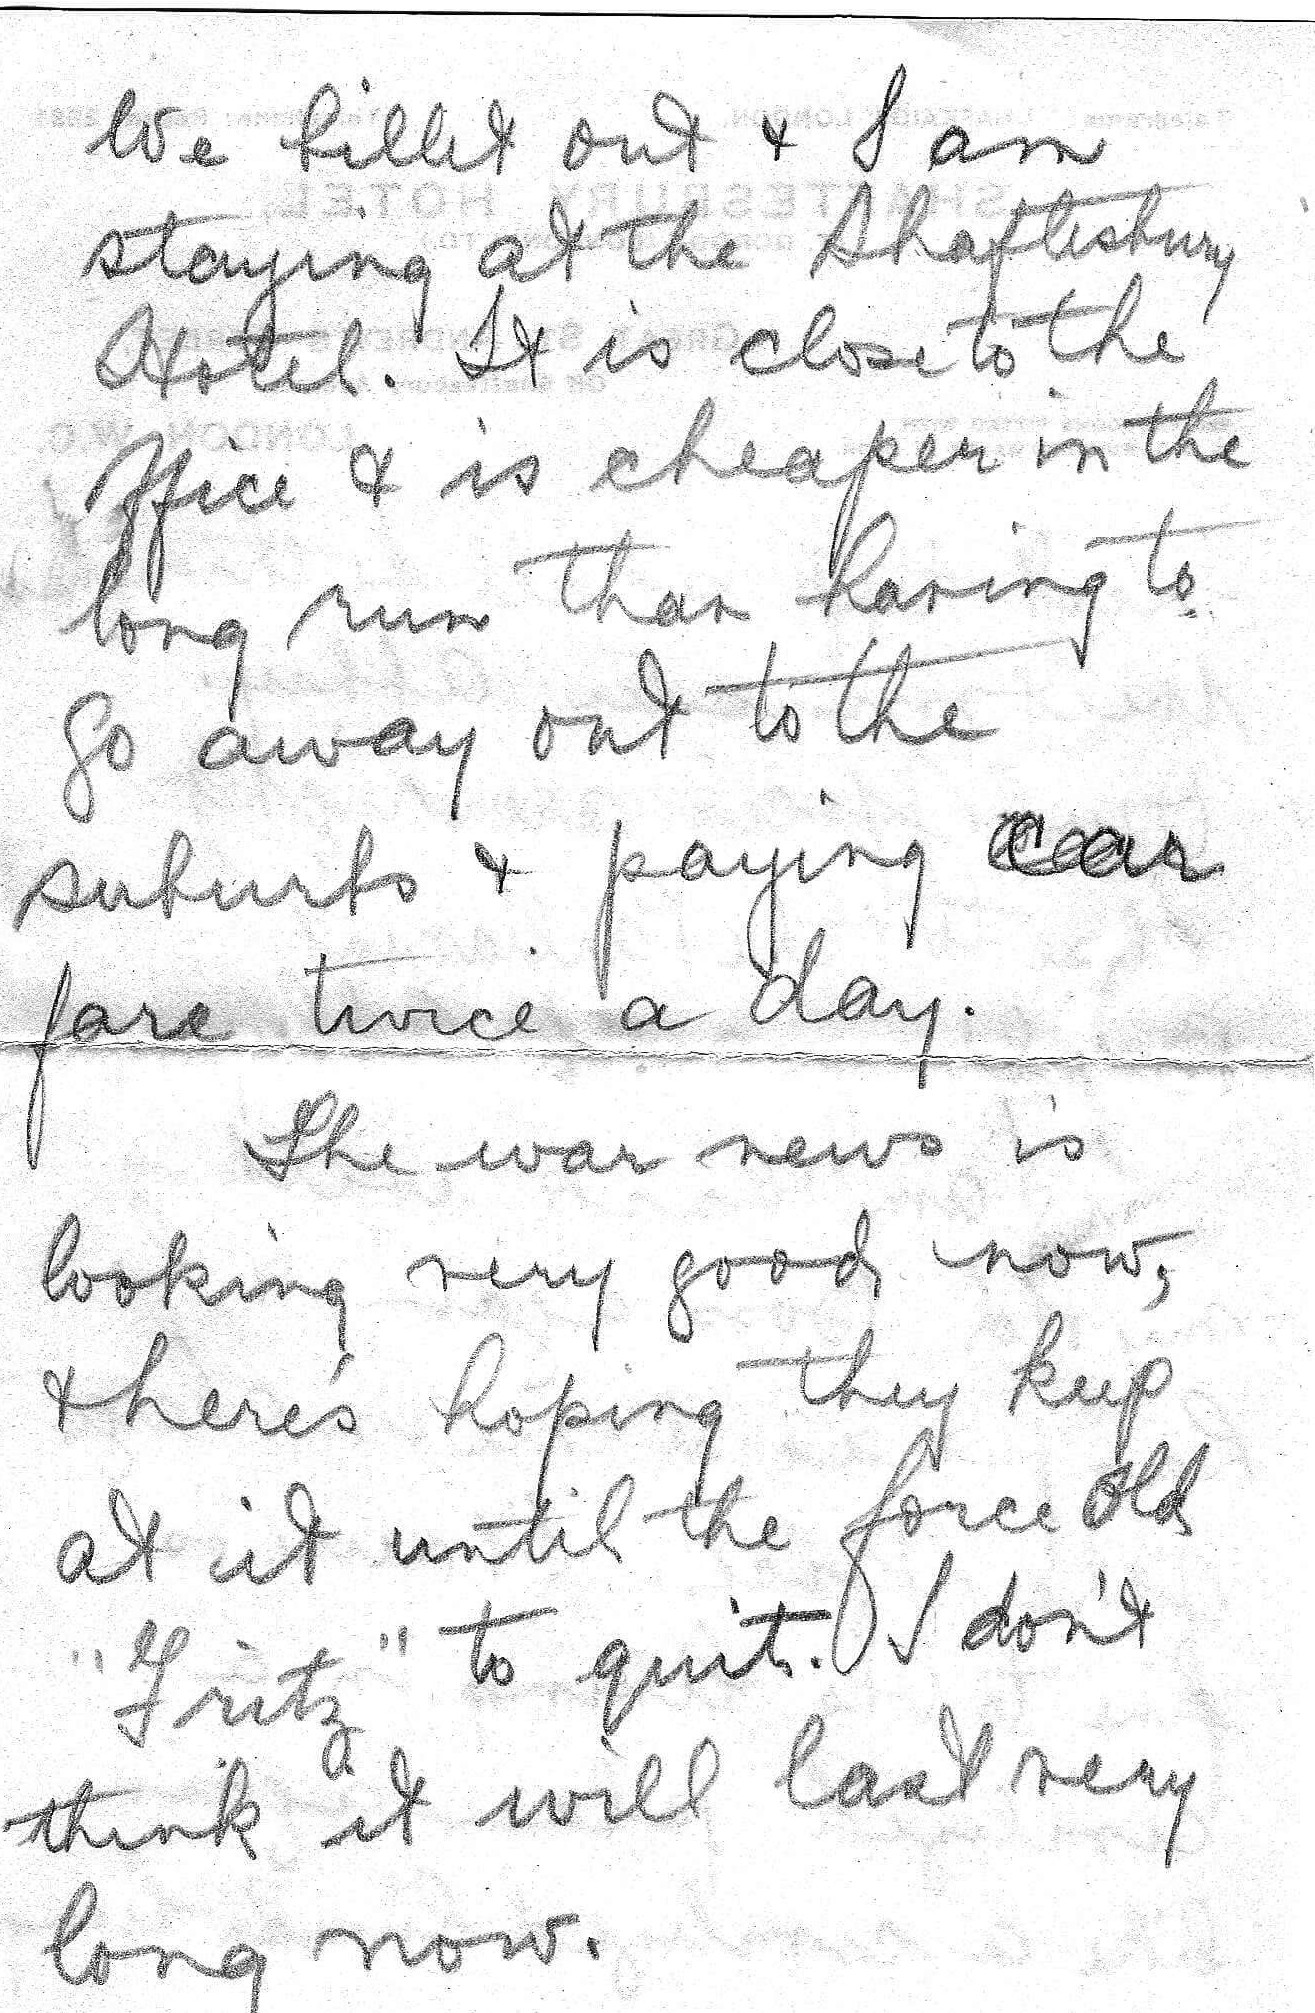 We billet out & I am
staying at the Shaftesbury
Hotel. It is close to the
office & is cheaper in the
long run than having to
go away out to the
suburbs & paying car
fare twice a day.
The war news is
looking very good now,
& here's hoping they keep
at it until the force old
"Fritz" to quit. I don't
think it will last very
long now.